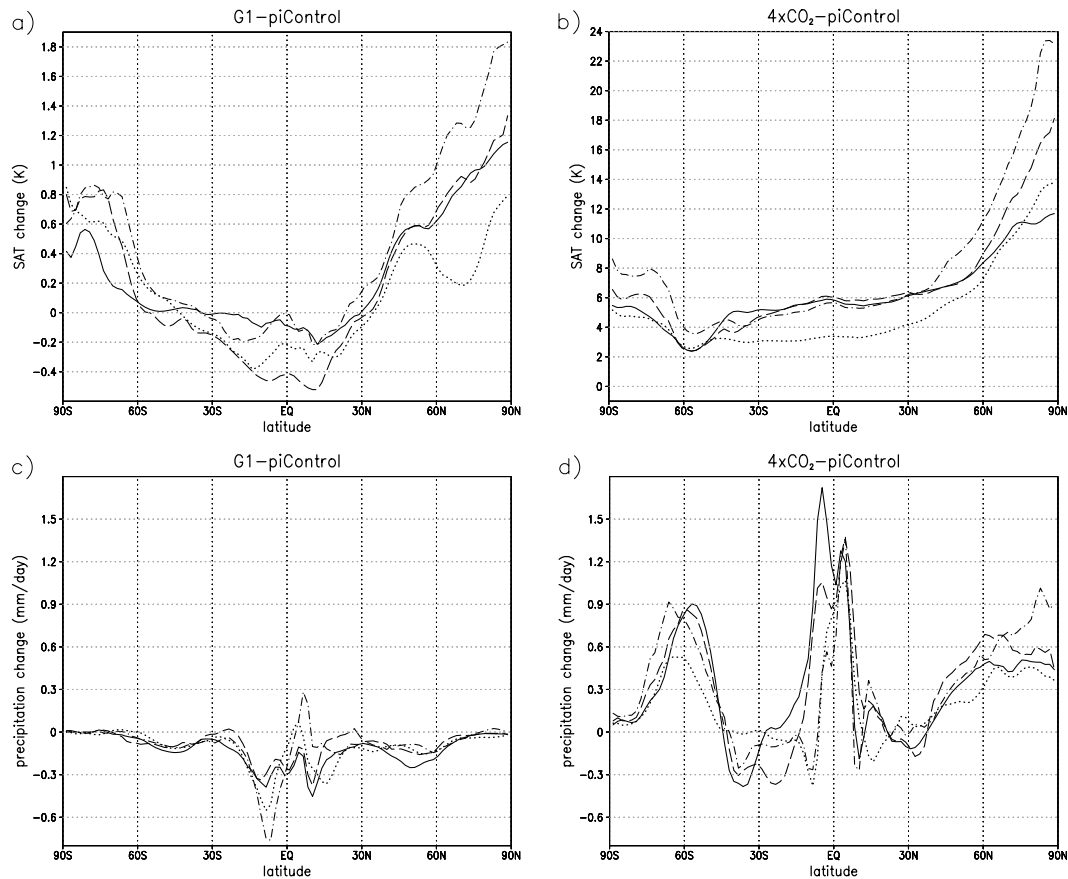 a)
G1−piControl
SAT change (K)
1.8
1.6
1.4
1.2
1
0.8
0.6
0.4
0.2
0
−0.2
−0.4
90S 60S 30S EQ 30N 60N 90N
latitude
b)
4xCO₂−piControl
SAT change (K)
24
22
20
18
16
14
12
10
8
6
4
2
0
90S 60S 30S EQ 30N 60N 90N
latitude
c)
G1−piControl
precipitation change (mm/day)
1.5
1.2
0.9
0.6
0.3
0
−0.3
−0.6
90S 60S 30S EQ 30N 60N 90N
latitude
d)
4xCO₂−piControl
precipitation change (mm/day)
1.5
1.2
0.9
0.6
0.3
0
−0.3
−0.6
90S 60S 30S EQ 30N 60N 90N
latitude